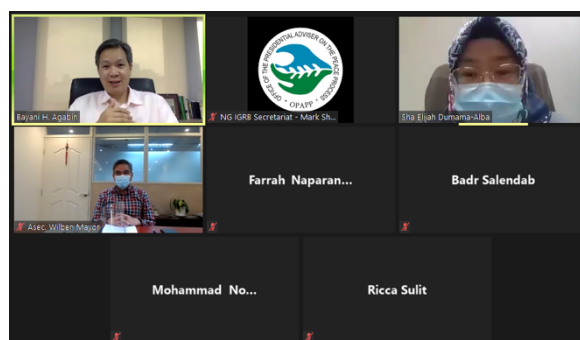 OFFICE OF THE PRESIDENTIAL ADVISER ON THE PEACE PROCESS
• OPAPP •
Bayani H. Agabin
NG IGRB Secretariat - Mark Sh...
Sha Elijah Dumama-Alba
Asec. Wilben Mayor
Farrah Naparan...
Badr Salendab
Mohammad No...
Ricca Sulit